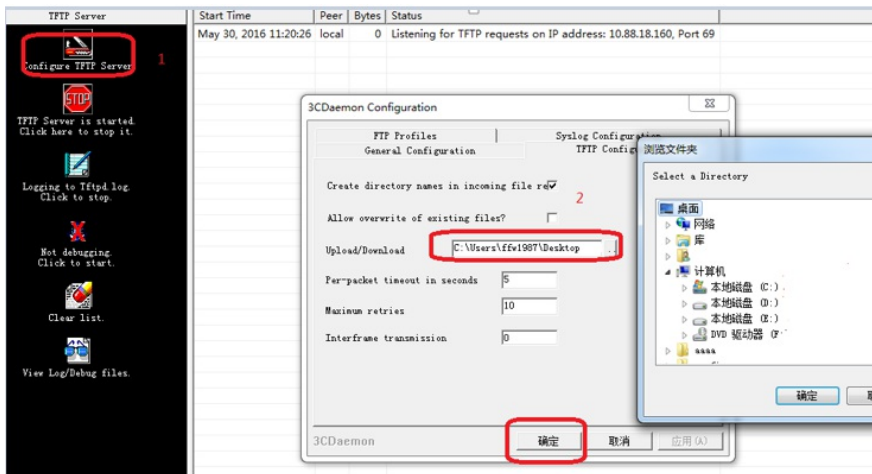 TFTP Server
Start Time Peer Bytes Status
May 30, 2016 11:20:26 local 0 Listening for TFTP requests on IP address: 10.88.18.160, Port 69
Configure TFTP Server
1
STOP
TFTP Server is started.
Click here to stop it.
Logging to Tftpd.log.
Click to stop.
Not debugging.
Click to start.
Clear list.
View Log/Debug files.
3CDaemon Configuration
FTP Profiles
Syslog Configuration
General Configuration
TFTP Config
Create directory names in incoming file re
2
Allow overwrite of existing files?
Upload/Download
C:\Users\ffw1987\Desktop
..
Per-packet timeout in seconds
5
Maximum retries
10
Interframe transmission
0
3CDaemon
确定
取消
应用(A)
浏览文件夹
Select a Directory
桌面
网络
库
计算机
本地磁盘 (C:)
本地磁盘 (D:)
本地磁盘 (E:)
DVD 驱动器 (F
aaaa
确定